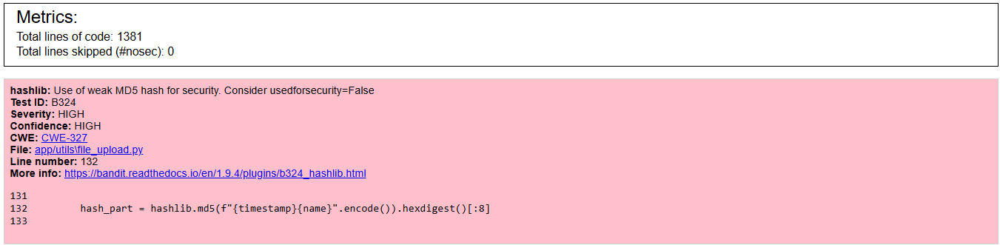 Metrics:
Total lines of code: 1381
Total lines skipped (#nosec): 0
hashlib: Use of weak MD5 hash for security. Consider usedforsecurity=False
Test ID: B324
Severity: HIGH
Confidence: HIGH
CWE: CWE-327
File: app/utils\file_upload.py
Line number: 132
More info: https://bandit.readthedocs.io/en/1.9.4/plugins/b324_hashlib.html
131
132         hash_part = hashlib.md5(f"{timestamp}{name}".encode()).hexdigest()[:8]
133